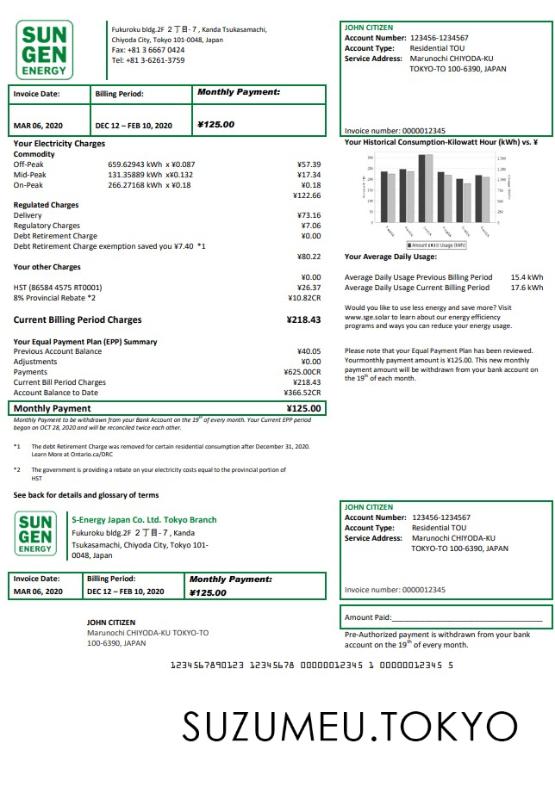 SUN
GEN
ENERGY
Fukuroku bldg.2F 2丁目-7 , Kanda Tsukasamachi,
Chiyoda City, Tokyo 101-0048, Japan
Fax: +81 3 6667 0424
Tel: +81 3-6261-3759
JOHN CITIZEN
Account Number: 123456-1234567
Account Type: Residential TOU
Service Address: Marunochi CHIYODA-KU
TOKYO-TO 100-6390, JAPAN
Invoice number: 0000012345
Invoice Date: Billing Period: Monthly Payment:
MAR 06, 2020 DEC 12 – FEB 10, 2020 ¥125.00
Your Electricity Charges
Commodity
Off-Peak 659.62943 kWh x¥0.087 ¥57.39
Mid-Peak 131.35889 kWh x¥0.132 ¥17.34
On-Peak 266.27168 kWh x ¥0.18 ¥0.18
¥122.66
Regulated Charges
Delivery ¥73.16
Regulatory Charges ¥7.06
Debt Retirement Charge ¥0.00
Debt Retirement Charge exemption saved you ¥7.40 *1
¥80.22
Your other Charges
¥0.00
HST (86584 4575 RT0001) ¥26.37
8% Provincial Rebate *2 ¥10.82CR
Current Billing Period Charges ¥218.43
Your Equal Payment Plan (EPP) Summary
Previous Account Balance ¥40.05
Adjustments ¥0.00
Payments ¥625.00CR
Current Bill Period Charges ¥218.43
Account Balance to Date ¥366.52CR
Monthly Payment ¥125.00
Monthly Payment to be withdrawn from your Bank Account on the 19th of every month. Your Current EPP
began on OCT 28, 2020 and will be reconciled twice each other.
*1 The debt Retirement Charge was removed for certain residential consumption after December 31, 2020.
Learn More at Ontario.ca/DRC
*2 The government is providing a rebate on your electricity costs equal to the provincial portion of
HST
See back for details and glossary of terms
Your Historical Consumption-Kilowatt Hour (kWh) vs. ¥
Amount Usage (kWh)
Your Average Daily Usage:
Average Daily Usage Previous Billing Period 15.4 kWh
Average Daily Usage Current Billing Period 17.6 kWh
Would you like to use less energy and save more? Visit
www.sge.solar to learn about our energy efficiency
programs and ways you can reduce your energy usage.
Please note that your Equal Payment Plan has been reviewed.
Yourmonthly payment amount is ¥125.00. This new monthly
payment amount will be withdrawn from your bank account on
the 19th of each month.
SUN
GEN
ENERGY
S-Energy Japan Co. Ltd. Tokyo Branch
Fukuroku bldg.2F 2丁目-7 , Kanda
Tsukasamachi, Chiyoda City, Tokyo 101-
0048, Japan
JOHN CITIZEN
Account Number: 123456-1234567
Account Type: Residential TOU
Service Address: Marunochi CHIYODA-KU
TOKYO-TO 100-6390, JAPAN
Invoice number: 0000012345
Invoice Date: Billing Period: Monthly Payment:
MAR 06, 2020 DEC 12 – FEB 10, 2020 ¥125.00
Amount Paid:
JOHN CITIZEN
Marunochi CHIYODA-KU TOKYO-TO
100-6390, JAPAN
Pre-Authorized payment is withdrawn from your bank
account on the 19th of every month.
1234567890123 12345678 00000012345 1 00000012345 5
SUZUMEU.TOKYO